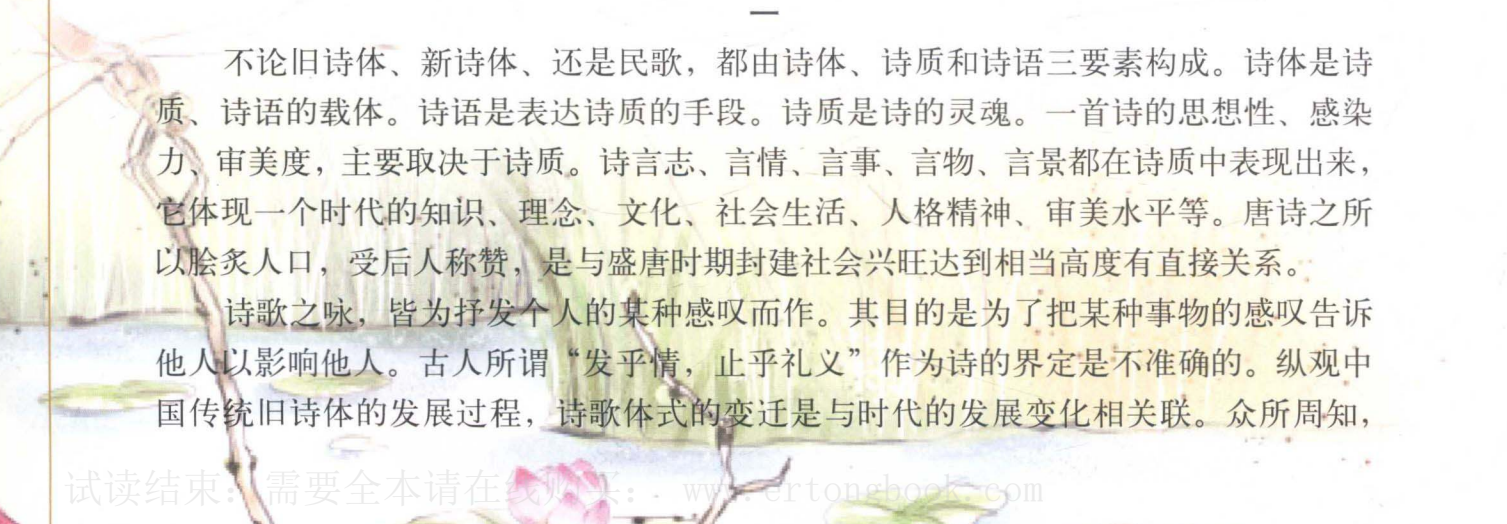 一
不论旧诗体、新诗体、还是民歌，都由诗体、诗质和诗语三要素构成。诗体是诗
质、诗语的载体。诗语是表达诗质的手段。诗质是诗的灵魂。一首诗的思想性、感染
力、审美度，主要取决于诗质。诗言志、言情、言事、言物、言景都在诗质中表现出来，
它体现一个时代的知识、理念、文化、社会生活、人格精神、审美水平等。唐诗之所
以脍炙人口，受后人称赞，是与盛唐时期封建社会兴旺达到相当高度有直接关系。
诗歌之咏，皆为抒发个人的某种感叹而作。其目的是为了把某种事物的感叹告诉
他人以影响他人。古人所谓“发乎情，止乎礼义”作为诗的界定是不准确的。纵观中
国传统旧诗体的发展过程，诗歌体式的变迁是与时代的发展变化相关联。众所周知，
试读结束：需要全本请在线购买： www.ertongbook.com